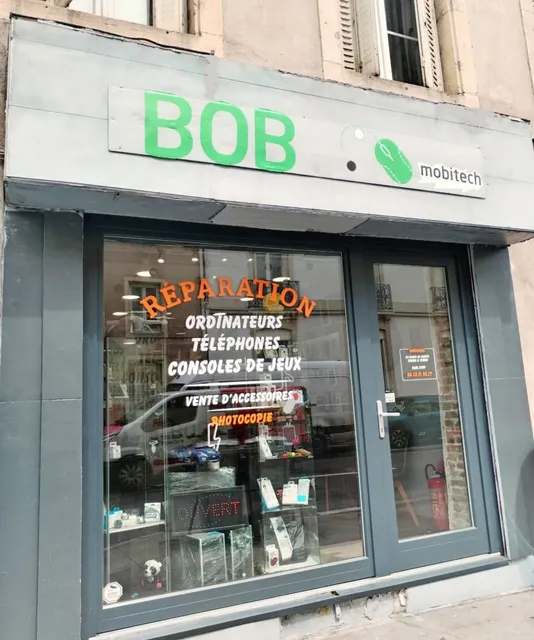 BOB
mobitech
RÉPARATION
ORDINATEURS
TÉLÉPHONES
CONSOLES DE JEUX
VENTE D'ACCESSOIRES
PHOTOCOPIE
OUVERT